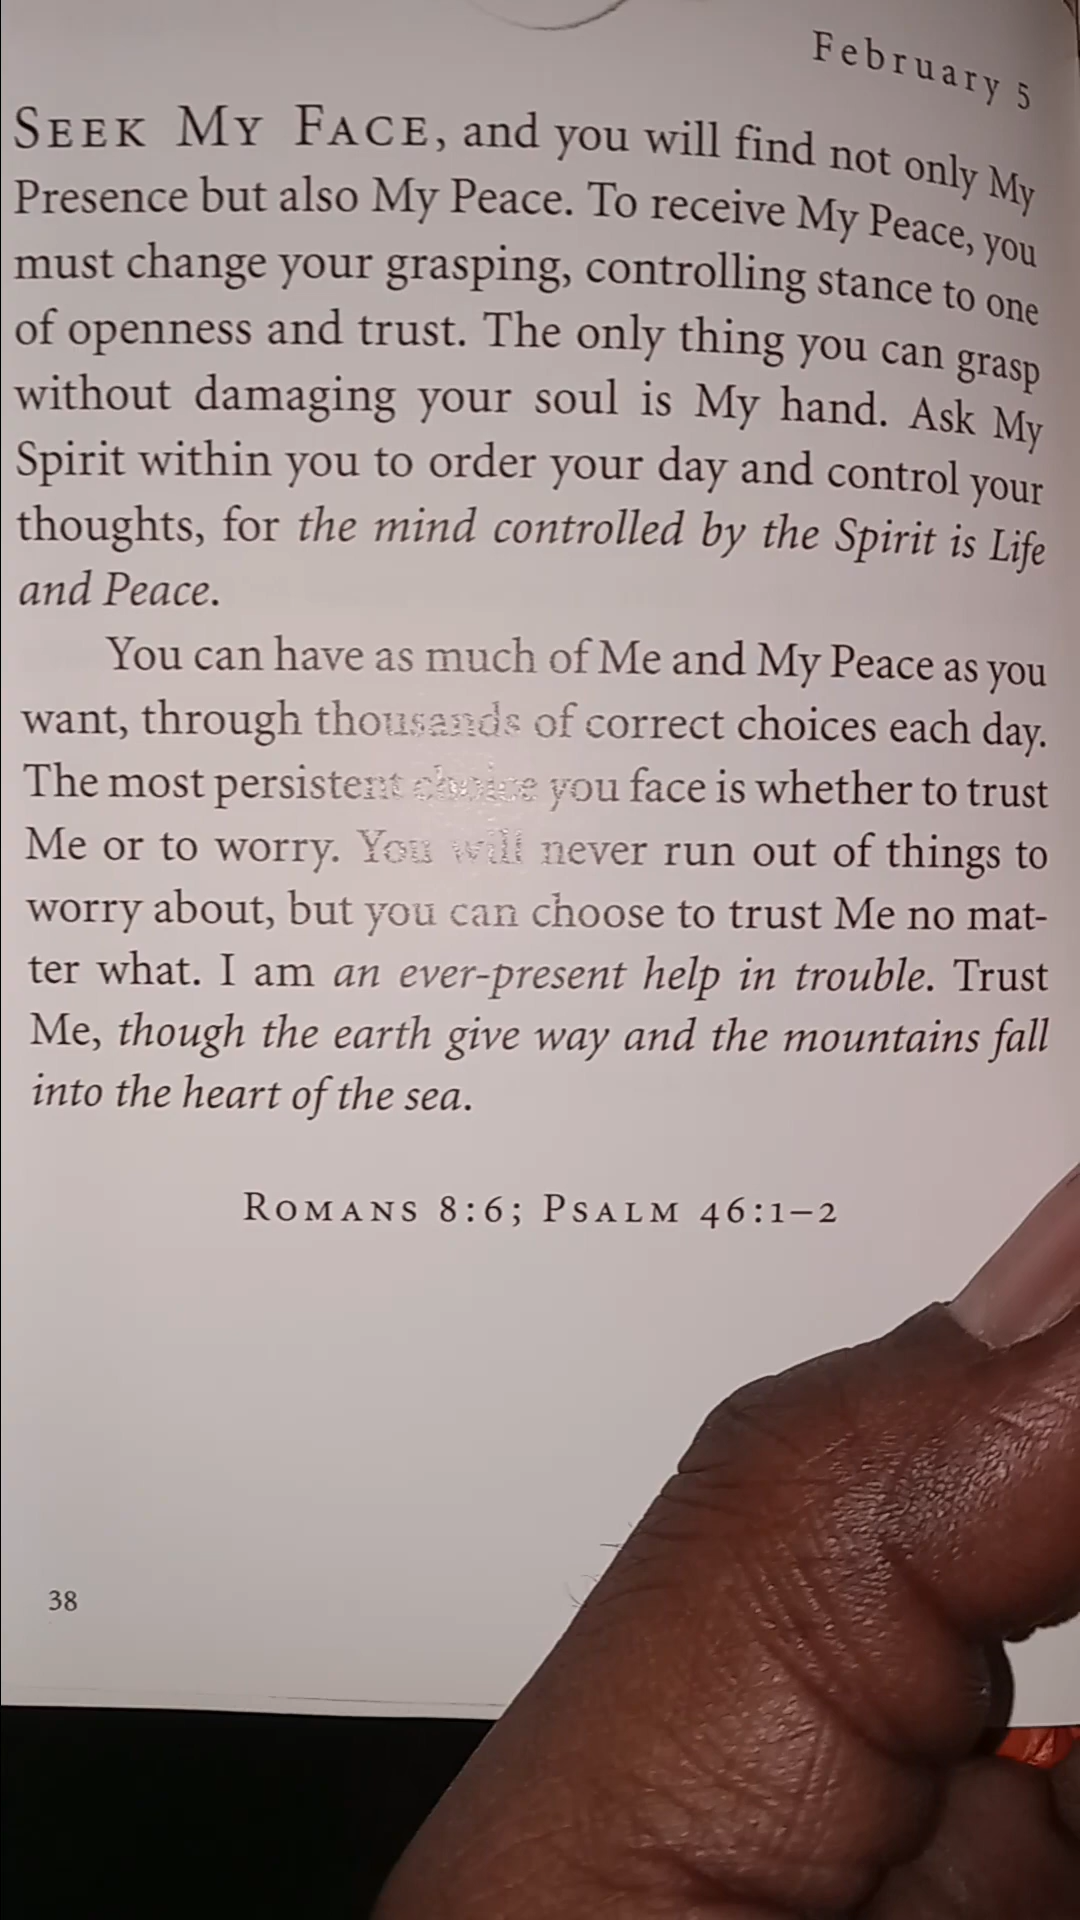 February 5
SEEK MY FACE, and you will find not only My
Presence but also My Peace. To receive My Peace, you
must change your grasping, controlling stance to one
of openness and trust. The only thing you can grasp
without damaging your soul is My hand. Ask My
Spirit within you to order your day and control your
thoughts, for the mind controlled by the Spirit is Life
and Peace.
You can have as much of Me and My Peace as you
want, through thousands of correct choices each day.
The most persistent choice you face is whether to trust
Me or to worry. You will never run out of things to
worry about, but you can choose to trust Me no mat-
ter what. I am an ever-present help in trouble. Trust
Me, though the earth give way and the mountains fall
into the heart of the sea.
ROMANS 8:6; PSALM 46:1–2
38